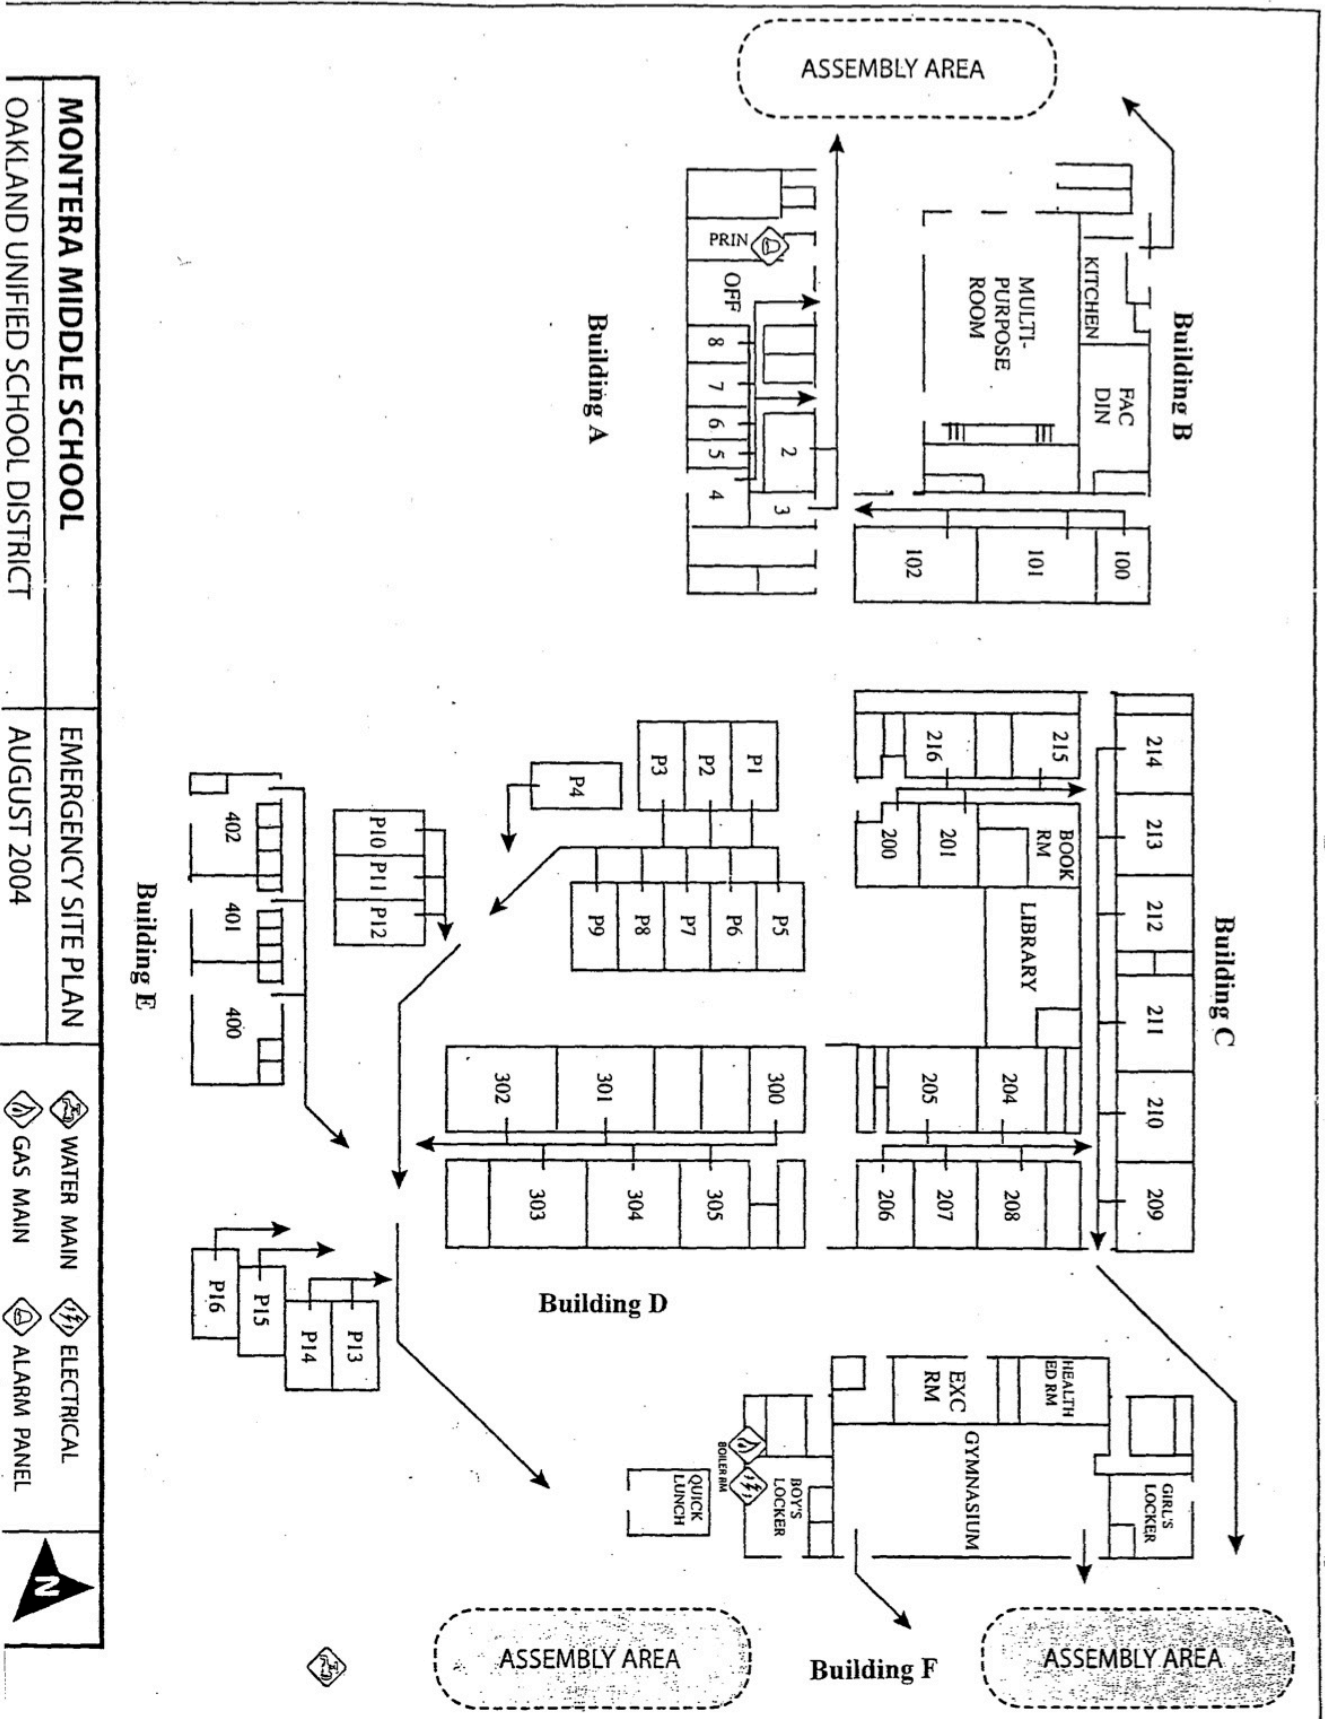 ASSEMBLY AREA
Building B
KITCHEN
FAC
DIN
MULTI-
PURPOSE
ROOM
100
101
102
PRIN
OFF
8
7
6
5
4
2
3
Building A
Building C
214
213
212
211
210
209
215
216
BOOK
RM
201
200
LIBRARY
204
205
208
207
206
P1
P2
P3
P4
P5
P6
P7
P8
P9
P10
P11
P12
300
301
302
305
304
303
Building D
402
401
400
Building E
P13
P14
P15
P16
HEALTH
ED RM
EXC
RM
GYMNASIUM
GIRL'S
LOCKER
BOY'S
LOCKER
BOILER RM
QUICK
LUNCH
Building F
ASSEMBLY AREA
ASSEMBLY AREA
MONTERA MIDDLE SCHOOL
OAKLAND UNIFIED SCHOOL DISTRICT
EMERGENCY SITE PLAN
AUGUST 2004
WATER MAIN
ELECTRICAL
GAS MAIN
ALARM PANEL
N